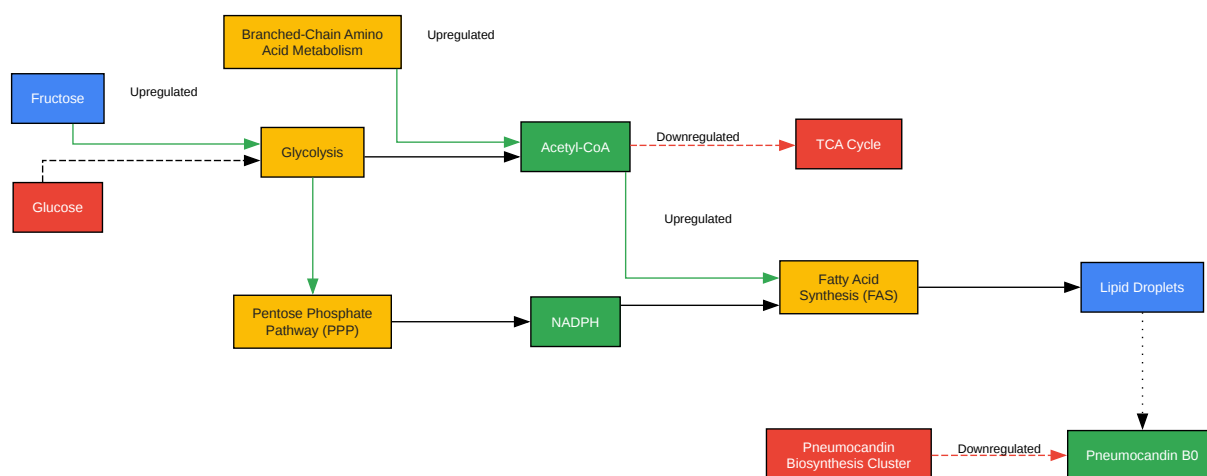 Branched-Chain Amino
Acid Metabolism
Upregulated
Fructose
Upregulated
Glycolysis
Acetyl-CoA
Downregulated
TCA Cycle
Glucose
Upregulated
Fatty Acid
Synthesis (FAS)
Lipid Droplets
Pentose Phosphate
Pathway (PPP)
NADPH
Pneumocandin
Biosynthesis Cluster
Downregulated
Pneumocandin B0